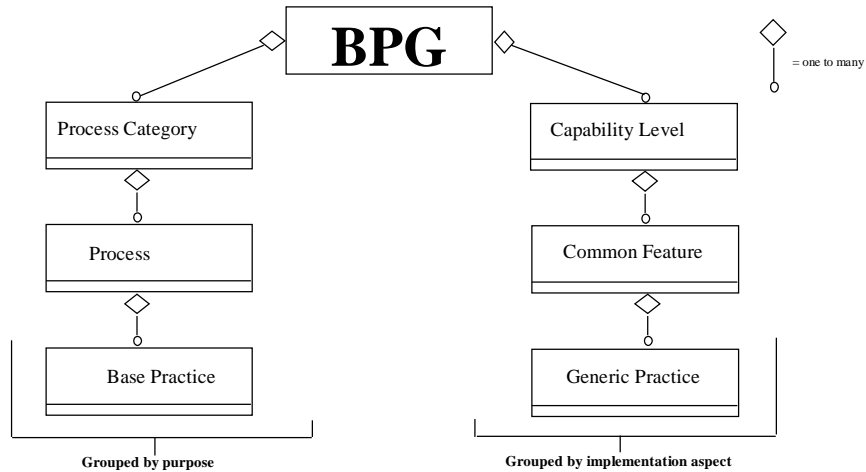 BPG
= one to many
Process Category
Capability Level
Process
Common Feature
Base Practice
Generic Practice
Grouped by purpose
Grouped by implementation aspect